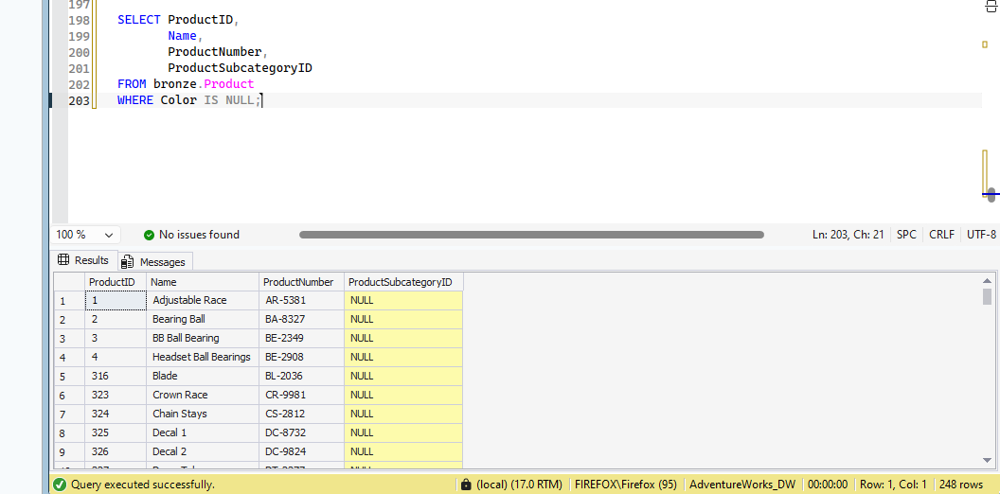 197
198 SELECT ProductID,
199 Name,
200 ProductNumber,
201 ProductSubcategoryID
202 FROM bronze.Product
203 WHERE Color IS NULL;
100 % No issues found Ln: 203, Ch: 21 SPC CRLF UTF-8
Results Messages
ProductID Name ProductNumber ProductSubcategoryID
1 1 Adjustable Race AR-5381 NULL
2 2 Bearing Ball BA-8327 NULL
3 3 BB Ball Bearing BE-2349 NULL
4 4 Headset Ball Bearings BE-2908 NULL
5 316 Blade BL-2036 NULL
6 323 Crown Race CR-9981 NULL
7 324 Chain Stays CS-2812 NULL
8 325 Decal 1 DC-8732 NULL
9 326 Decal 2 DC-9824 NULL
Query executed successfully. (local) (17.0 RTM) FIREFOX\Firefox (95) AdventureWorks_DW 00:00:00 Row: 1, Col: 1 248 rows